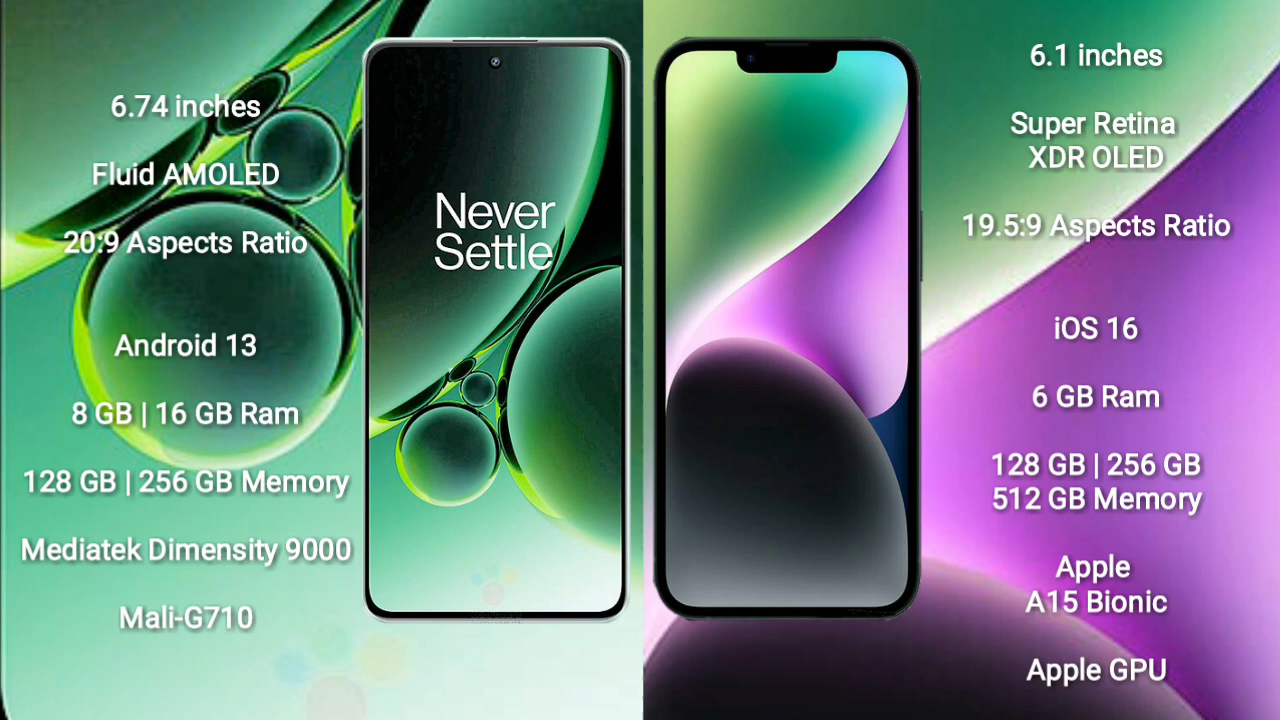 6.74 inches
Fluid AMOLED
20:9 Aspects Ratio
Android 13
8 GB | 16 GB Ram
128 GB | 256 GB Memory
Mediatek Dimensity 9000
Mali-G710
Never
Settle
6.1 inches
Super Retina
XDR OLED
19.5:9 Aspects Ratio
iOS 16
6 GB Ram
128 GB | 256 GB
512 GB Memory
Apple
A15 Bionic
Apple GPU